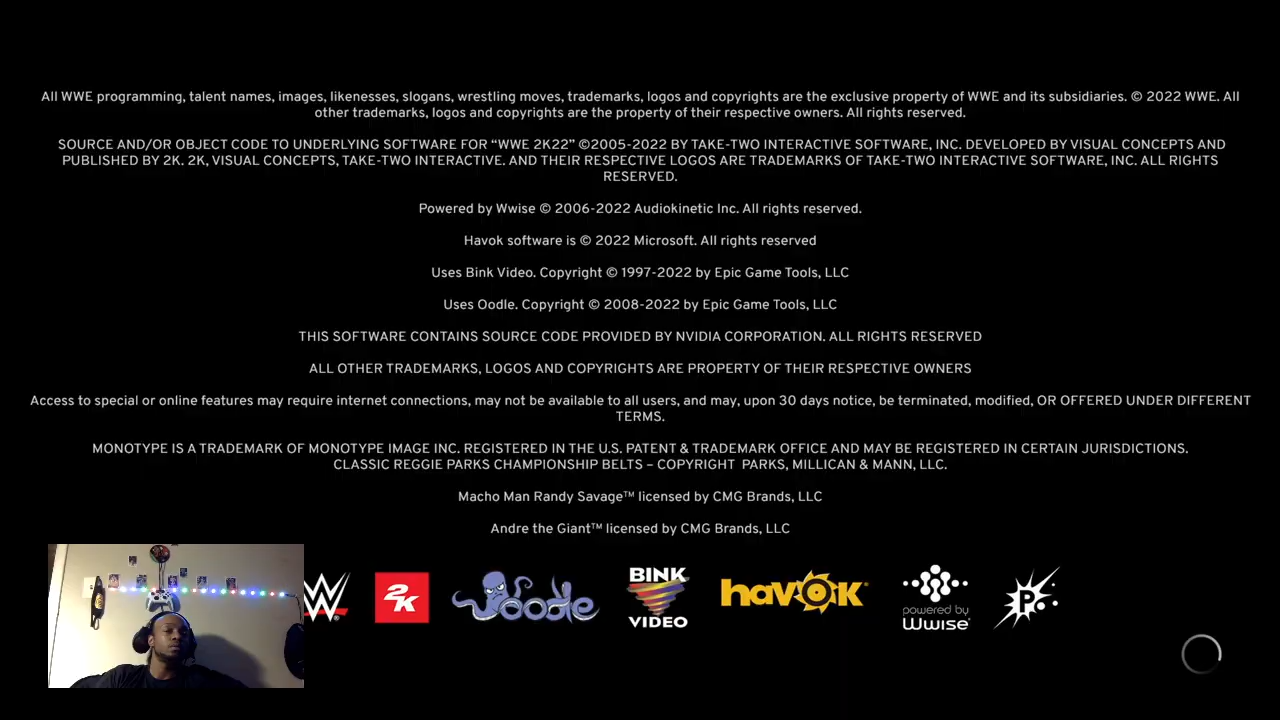 All WWE programming, talent names, images, likenesses, slogans, wrestling moves, trademarks, logos and copyrights are the exclusive property of WWE and its subsidiaries. © 2022 WWE. All
other trademarks, logos and copyrights are the property of their respective owners. All rights reserved.
SOURCE AND/OR OBJECT CODE TO UNDERLYING SOFTWARE FOR “WWE 2K22” ©2005-2022 BY TAKE-TWO INTERACTIVE SOFTWARE, INC. DEVELOPED BY VISUAL CONCEPTS AND
PUBLISHED BY 2K. 2K, VISUAL CONCEPTS, TAKE-TWO INTERACTIVE. AND THEIR RESPECTIVE LOGOS ARE TRADEMARKS OF TAKE-TWO INTERACTIVE SOFTWARE, INC. ALL RIGHTS
RESERVED.
Powered by Wwise © 2006-2022 Audiokinetic Inc. All rights reserved.
Havok software is © 2022 Microsoft. All rights reserved
Uses Bink Video. Copyright © 1997-2022 by Epic Game Tools, LLC
Uses Oodle. Copyright © 2008-2022 by Epic Game Tools, LLC
THIS SOFTWARE CONTAINS SOURCE CODE PROVIDED BY NVIDIA CORPORATION. ALL RIGHTS RESERVED
ALL OTHER TRADEMARKS, LOGOS AND COPYRIGHTS ARE PROPERTY OF THEIR RESPECTIVE OWNERS
Access to special or online features may require internet connections, may not be available to all users, and may, upon 30 days notice, be terminated, modified, OR OFFERED UNDER DIFFERENT
TERMS.
MONOTYPE IS A TRADEMARK OF MONOTYPE IMAGE INC. REGISTERED IN THE U.S. PATENT & TRADEMARK OFFICE AND MAY BE REGISTERED IN CERTAIN JURISDICTIONS.
CLASSIC REGGIE PARKS CHAMPIONSHIP BELTS – COPYRIGHT PARKS, MILLICAN & MANN, LLC.
Macho Man Randy Savage™ licensed by CMG Brands, LLC
Andre the Giant™ licensed by CMG Brands, LLC
W 2K oodle BINK VIDEO havok powered by Wwise P